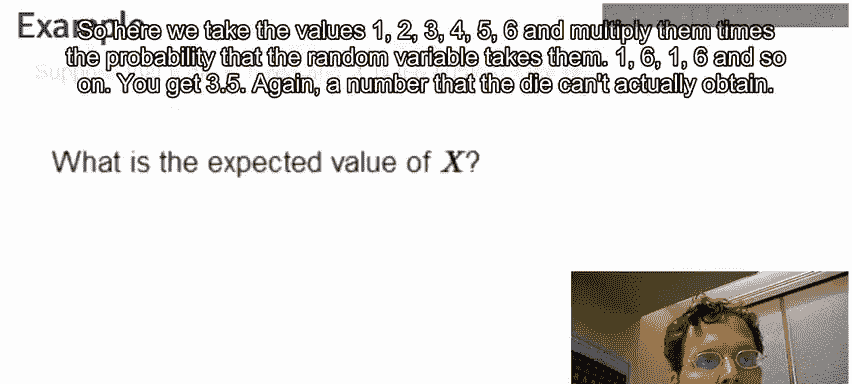 Example
So here we take the values 1, 2, 3, 4, 5, 6 and multiply them times
the probability that the random variable takes them. 1, 6, 1, 6 and so
on. You get 3.5. Again, a number that the die can't actually obtain.
What is the expected value of X?